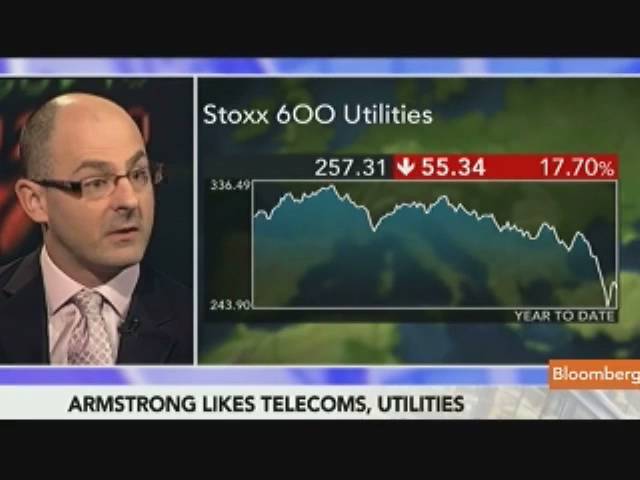 Stoxx 600 Utilities
257.31 55.34 17.70%
336.49
243.90
YEAR TO DATE
Bloomberg
ARMSTRONG LIKES TELECOMS, UTILITIES